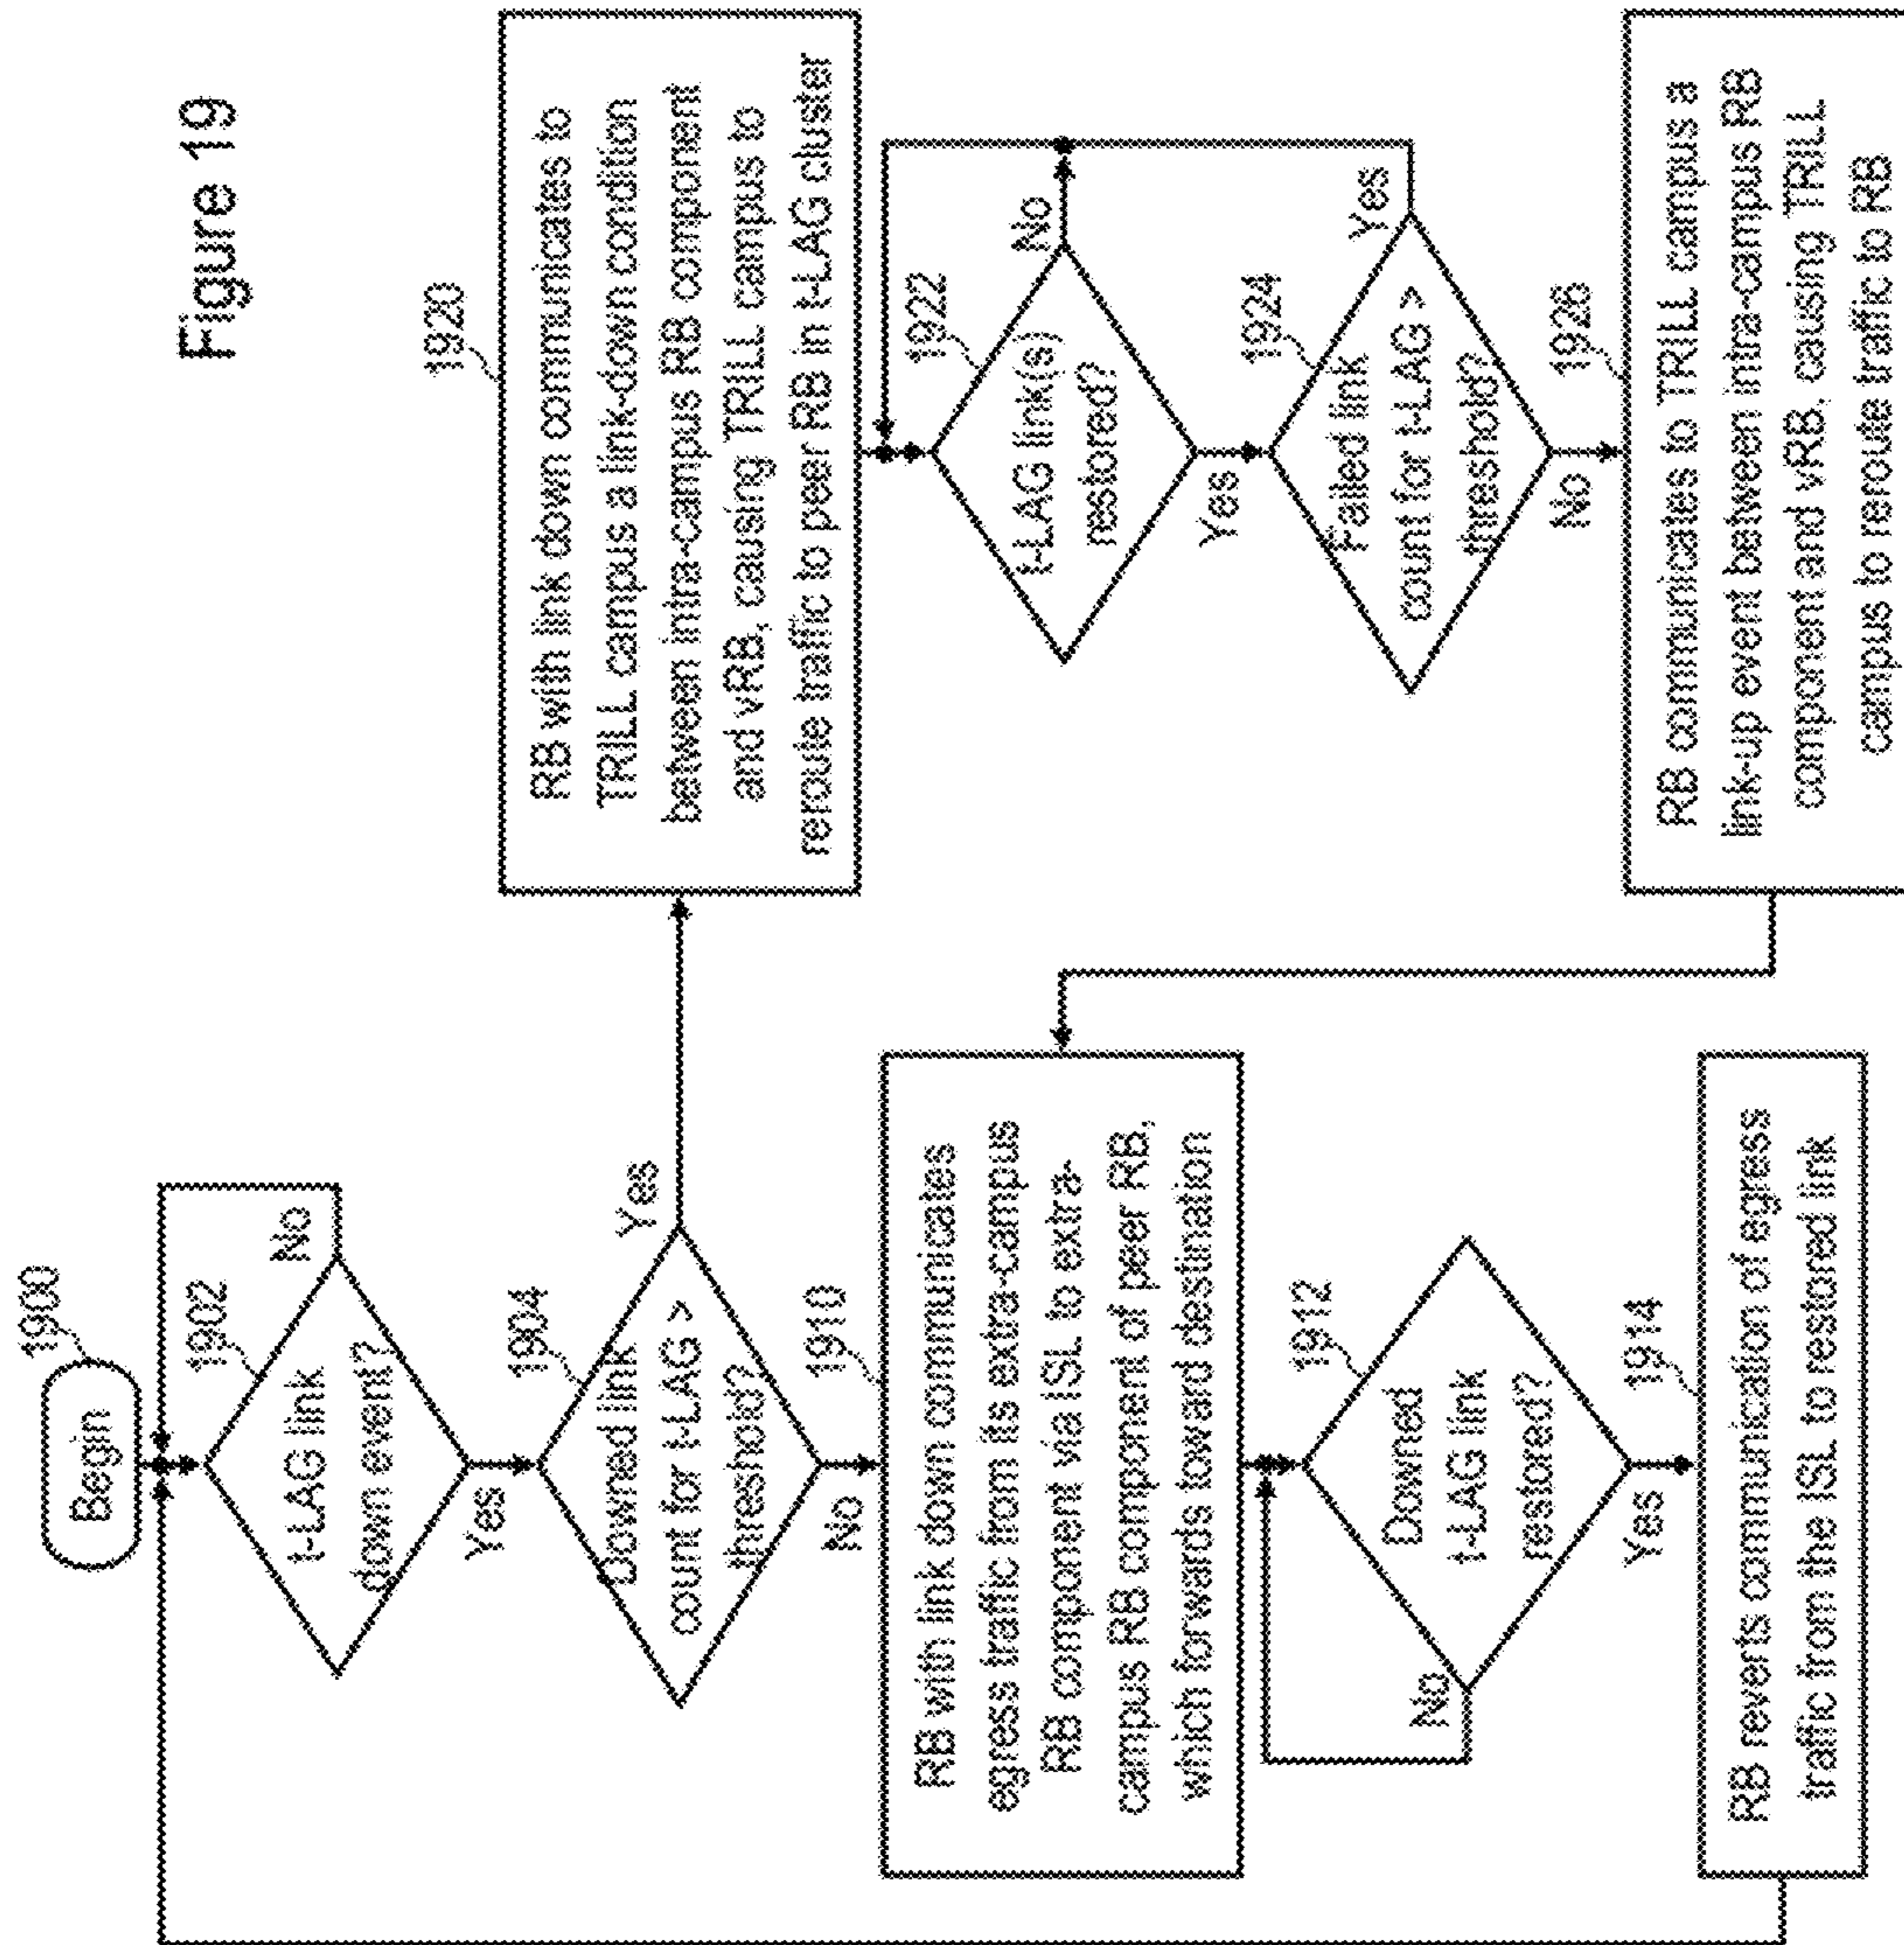 Figure 19
1900
Begin
1902
t-LAG link
down event?
No
Yes
1904
Downed link
count for t-LAG >
threshold?
Yes
No
1910
RB with link down communicates
egress traffic from its extra-campus
RB component via ISL to extra-
campus RB component of peer RB,
which forwards toward destination
1912
Downed
t-LAG link
restored?
No
Yes
1914
RB reverts communication of egress
traffic from the ISL to restored link
1920
RB with link down communicates to
TRILL campus a link-down condition
between intra-campus RB component
and vRB, causing TRILL campus to
reroute traffic to peer RB in t-LAG cluster
1922
t-LAG link(s)
restored?
No
Yes
1924
Failed link
count for t-LAG >
threshold?
Yes
No
1926
RB communicates to TRILL campus a
link-up event between intra-campus RB
component and vRB, causing TRILL
campus to reroute traffic to RB